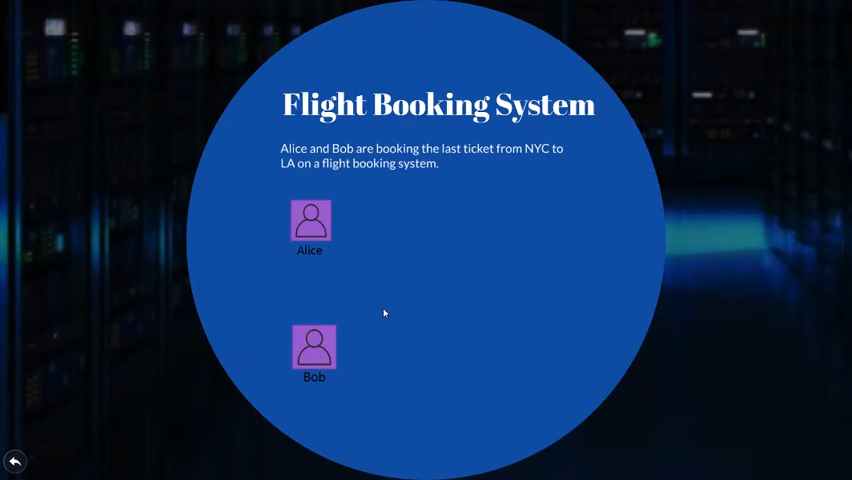 Flight Booking System
Alice and Bob are booking the last ticket from NYC to
LA on a flight booking system.
Alice
Bob